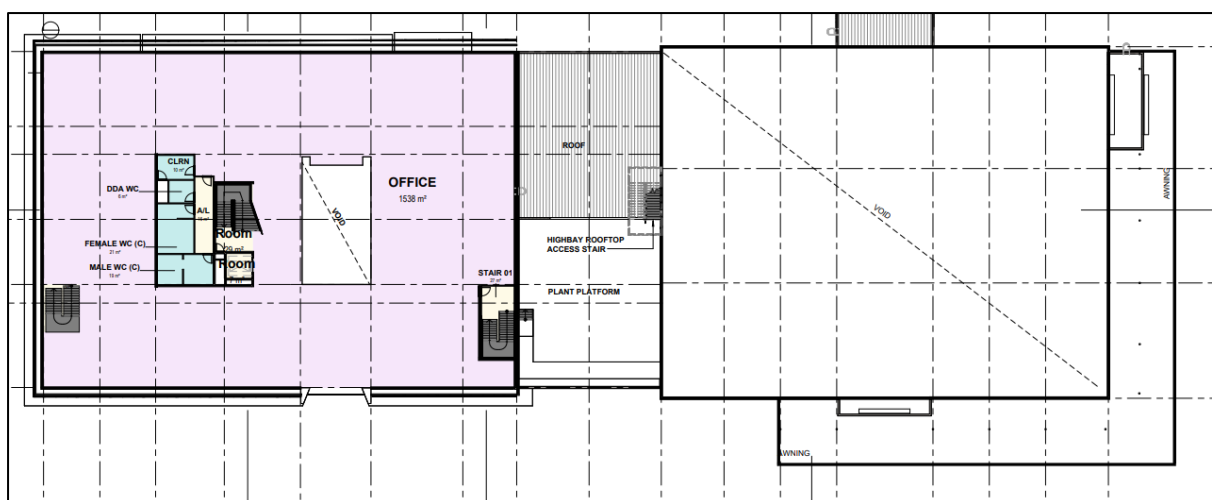 CLRN
10 m²
DDA WC
A/L
FEMALE WC (C)
21 m²
MALE WC (C)
Room
Room
VOID
OFFICE
1538 m²
STAIR 01
ROOF
HIGHBAY ROOFTOP
ACCESS STAIR
PLANT PLATFORM
VOID
AWNING
AWNING